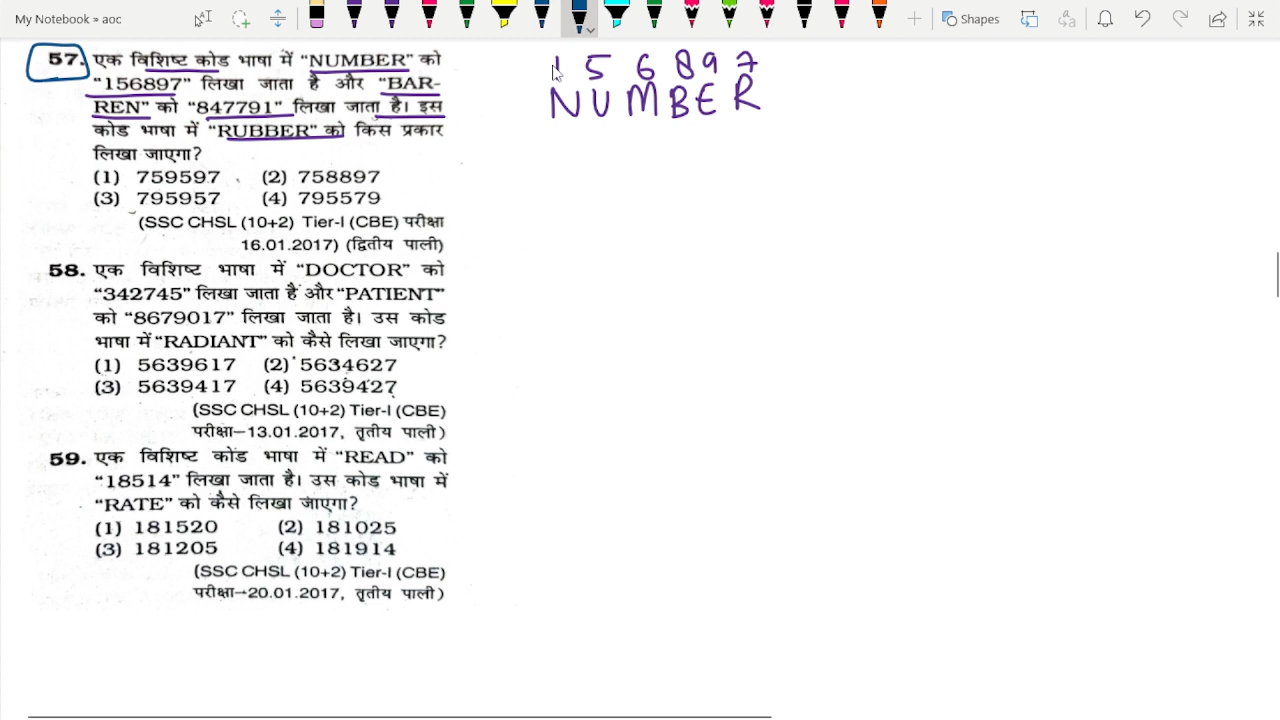 My Notebook » aoc
Shapes
57. एक विशिष्ट कोड भाषा में “NUMBER” को
“156897” लिखा जाता है और “BAR-
REN” को “847791” लिखा जाता है। इस
कोड भाषा में “RUBBER” को किस प्रकार
लिखा जाएगा?
(1) 759597 (2) 758897
(3) 795957 (4) 795579
(SSC CHSL (10+2) Tier-I (CBE) परीक्षा
16.01.2017) (द्वितीय पाली)
58. एक विशिष्ट भाषा में “DOCTOR” को
“342745” लिखा जाता है और “PATIENT”
को “8679017” लिखा जाता है। उस कोड
भाषा में “RADIANT” को कैसे लिखा जाएगा?
(1) 5639617 (2) 5634627
(3) 5639417 (4) 5639427
(SSC CHSL (10+2) Tier-I (CBE)
परीक्षा–13.01.2017, तृतीय पाली)
59. एक विशिष्ट कोड भाषा में “READ” को
“18514” लिखा जाता है। उस कोड भाषा में
“RATE” को कैसे लिखा जाएगा?
(1) 181520 (2) 181025
(3) 181205 (4) 181914
(SSC CHSL (10+2) Tier-I (CBE)
परीक्षा–20.01.2017, तृतीय पाली)
1 5 6 8 9 7
N U M B E R